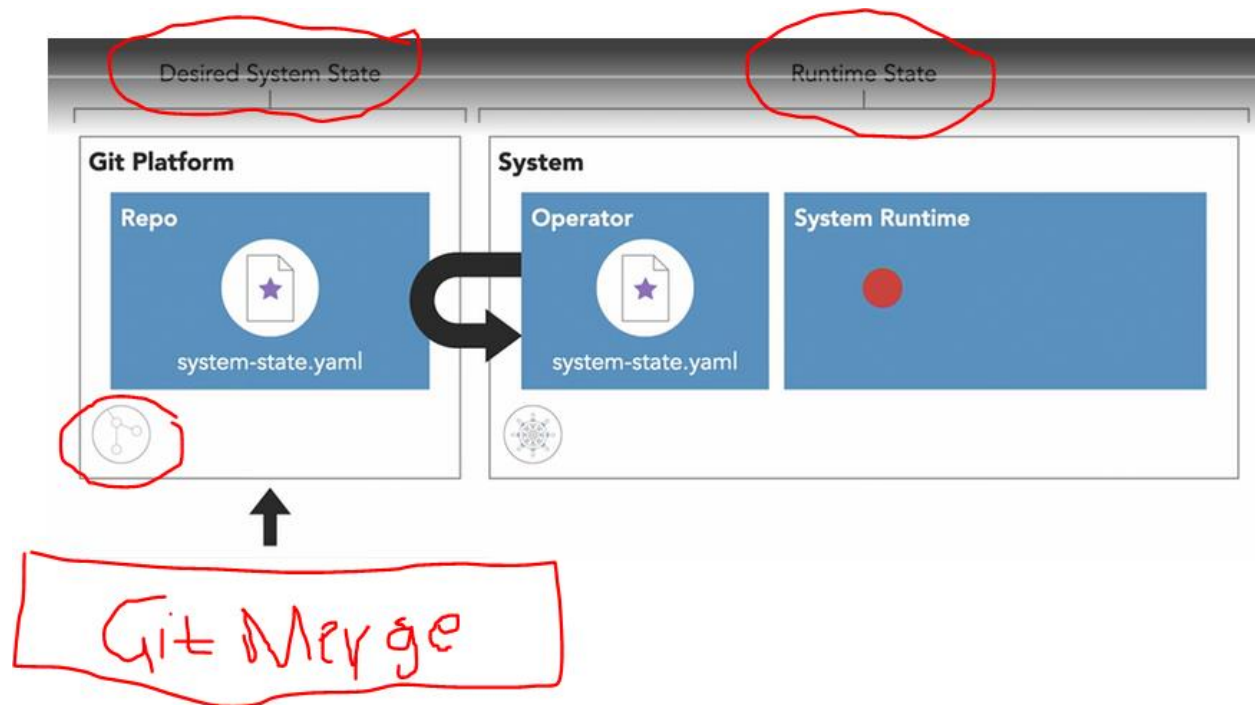 Desired System State
Runtime State
Git Platform
System
Repo
Operator
System Runtime
system-state.yaml
system-state.yaml
Git Merge